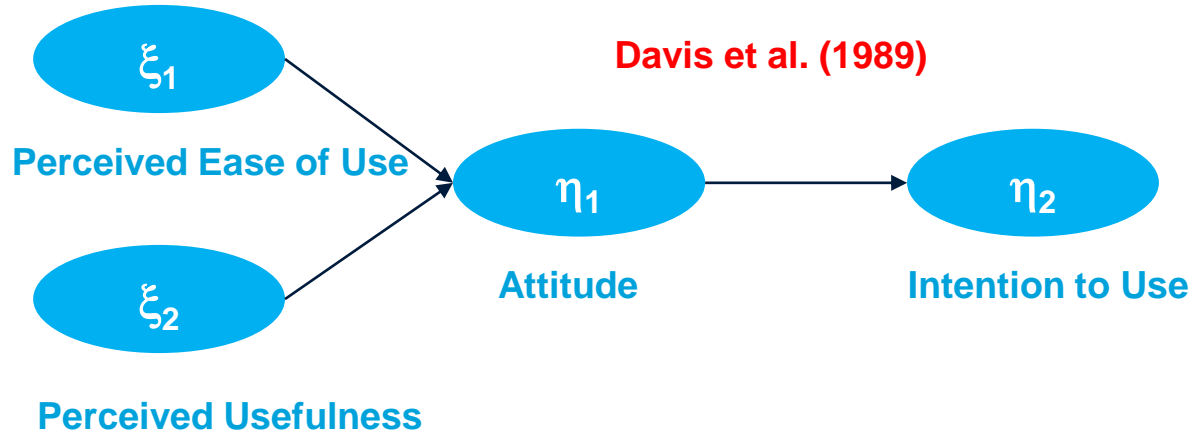 ξ1
Davis et al. (1989)
Perceived Ease of Use
η1
η2
Attitude
Intention to Use
ξ2
Perceived Usefulness